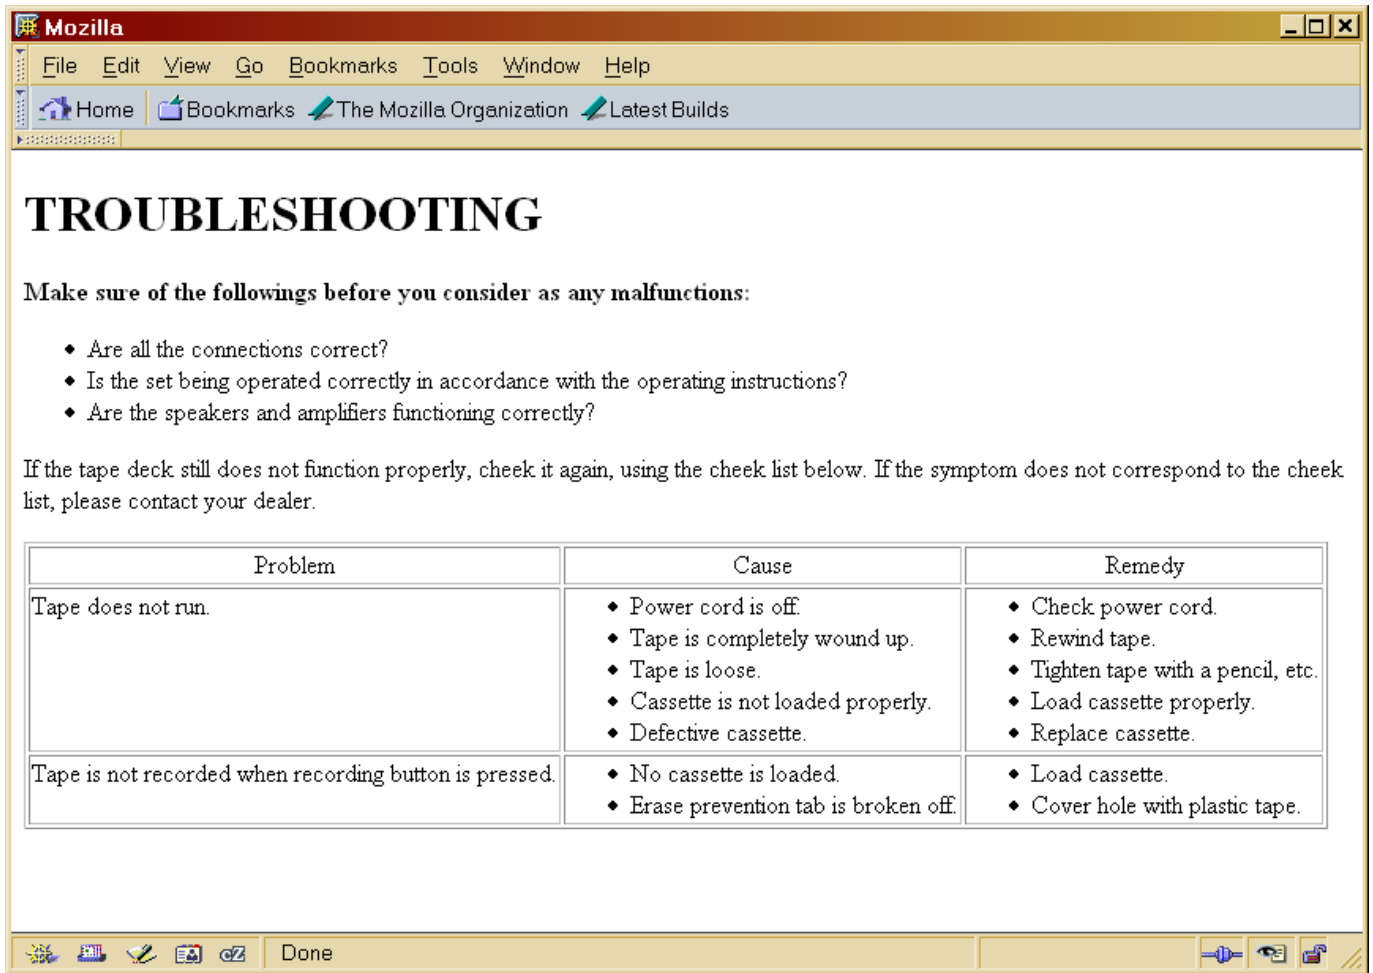 Mozilla
File Edit View Go Bookmarks Tools Window Help
Home Bookmarks The Mozilla Organization Latest Builds
TROUBLESHOOTING
Make sure of the followings before you consider as any malfunctions:
• Are all the connections correct?
• Is the set being operated correctly in accordance with the operating instructions?
• Are the speakers and amplifiers functioning correctly?
If the tape deck still does not function properly, cheek it again, using the cheek list below. If the symptom does not correspond to the cheek
list, please contact your dealer.
Problem Cause Remedy
Tape does not run.
• Power cord is off.
• Tape is completely wound up.
• Tape is loose.
• Cassette is not loaded properly.
• Defective cassette.
• Check power cord.
• Rewind tape.
• Tighten tape with a pencil, etc.
• Load cassette properly.
• Replace cassette.
Tape is not recorded when recording button is pressed.
• No cassette is loaded.
• Erase prevention tab is broken off.
• Load cassette.
• Cover hole with plastic tape.
cZ Done